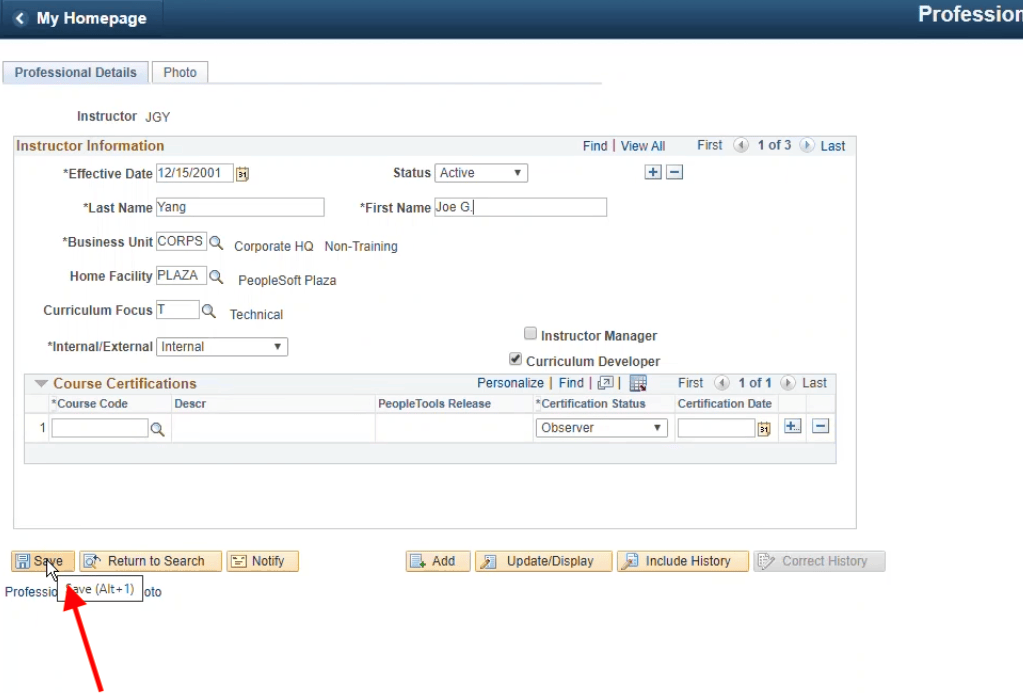 My Homepage Profession
Professional Details Photo
Instructor JGY
Instructor Information Find | View All First 1 of 3 Last
*Effective Date 12/15/2001 31 Status Active
*Last Name Yang *First Name Joe G.
*Business Unit CORPS Corporate HQ Non-Training
Home Facility PLAZA PeopleSoft Plaza
Curriculum Focus T Technical
Instructor Manager
*Internal/External Internal
Curriculum Developer
Course Certifications Personalize | Find | | First 1 of 1 Last
*Course Code Descr PeopleTools Release *Certification Status Certification Date
1 Observer 31
Save Return to Search Notify Add Update/Display Include History Correct History
Professio Save (Alt+1) oto